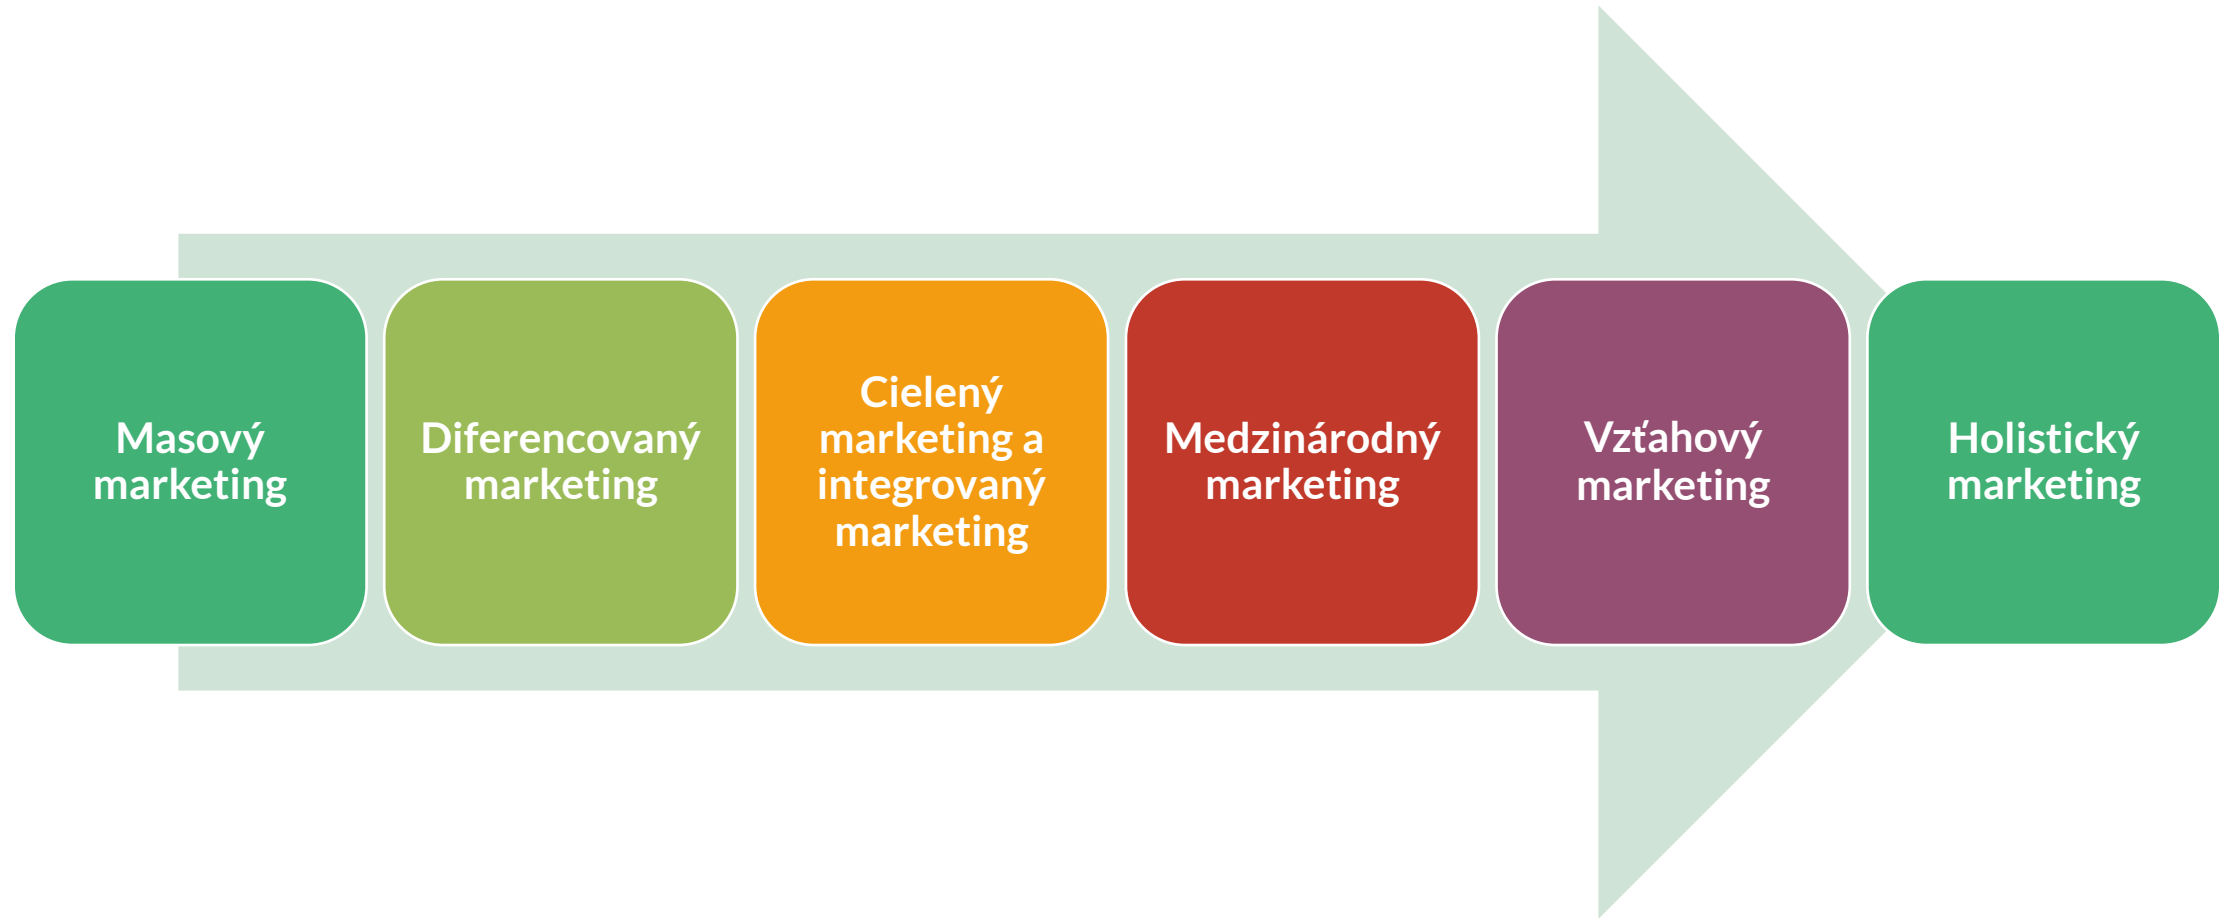 Masový
marketing
Diferencovaný
marketing
Cielený
marketing a
integrovaný
marketing
Medzinárodný
marketing
Vzťahový
marketing
Holistický
marketing